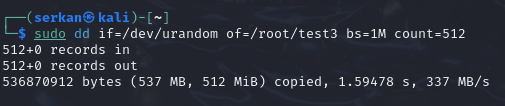 ┌──(serkan㉿kali)-[~]
└─$ sudo dd if=/dev/urandom of=/root/test3 bs=1M count=512
512+0 records in
512+0 records out
536870912 bytes (537 MB, 512 MiB) copied, 1.59478 s, 337 MB/s